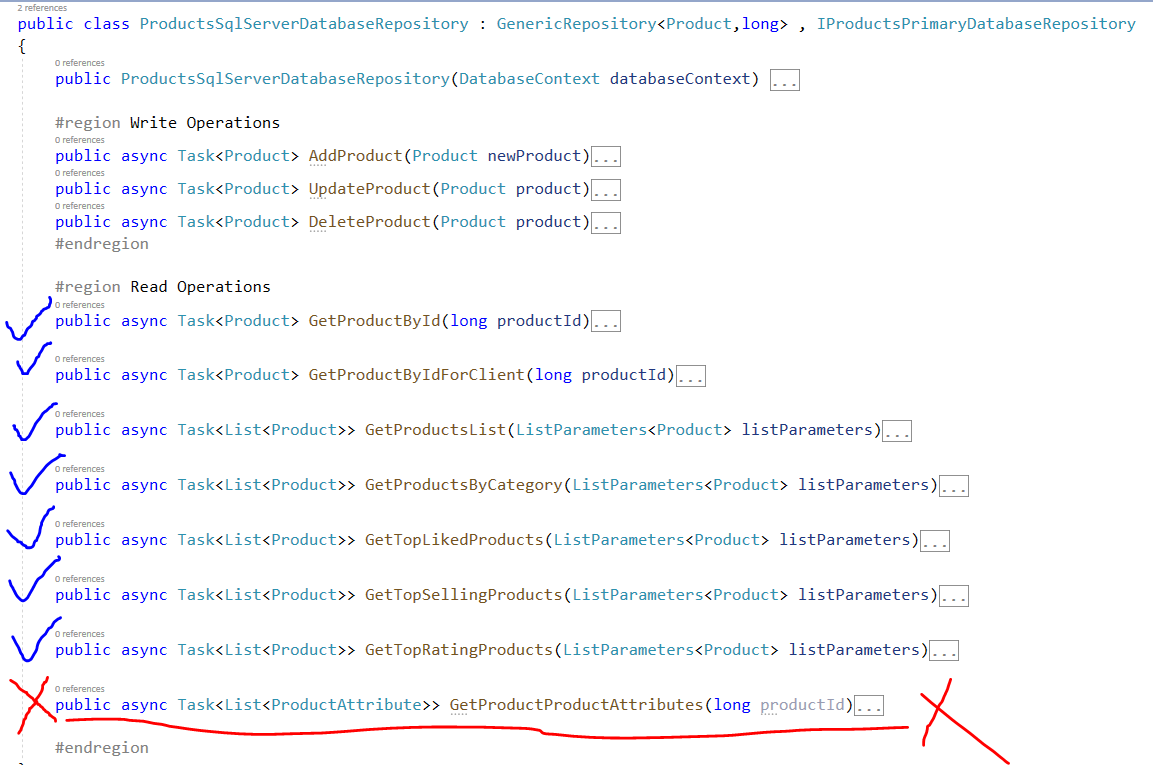 2 references
public class ProductsSqlServerDatabaseRepository : GenericRepository<Product,long> , IProductsPrimaryDatabaseRepository
{
0 references
public ProductsSqlServerDatabaseRepository(DatabaseContext databaseContext) ...
#region Write Operations
0 references
public async Task<Product> AddProduct(Product newProduct)...
0 references
public async Task<Product> UpdateProduct(Product product)...
0 references
public async Task<Product> DeleteProduct(Product product)...
#endregion
#region Read Operations
0 references
public async Task<Product> GetProductById(long productId)...
0 references
public async Task<Product> GetProductByIdForClient(long productId)...
0 references
public async Task<List<Product>> GetProductsList(ListParameters<Product> listParameters)...
0 references
public async Task<List<Product>> GetProductsByCategory(ListParameters<Product> listParameters)...
0 references
public async Task<List<Product>> GetTopLikedProducts(ListParameters<Product> listParameters)...
0 references
public async Task<List<Product>> GetTopSellingProducts(ListParameters<Product> listParameters)...
0 references
public async Task<List<Product>> GetTopRatingProducts(ListParameters<Product> listParameters)...
0 references
public async Task<List<ProductAttribute>> GetProductProductAttributes(long productId)...
#endregion